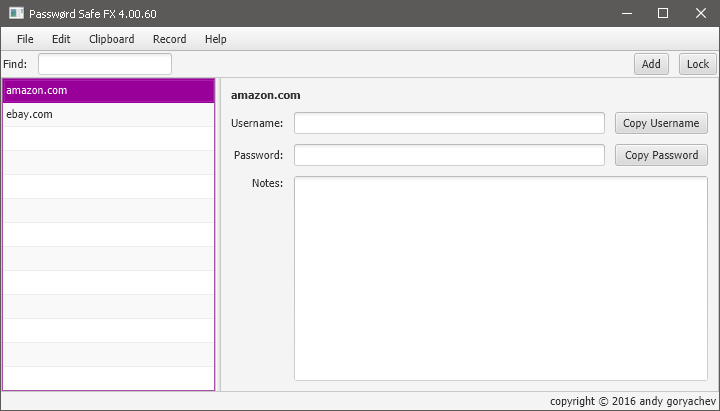 Passwørd Safe FX 4.00.60
File Edit Clipboard Record Help
Find: Add Lock
amazon.com
ebay.com
amazon.com
Username: Copy Username
Password: Copy Password
Notes:
copyright © 2016 andy goryachev